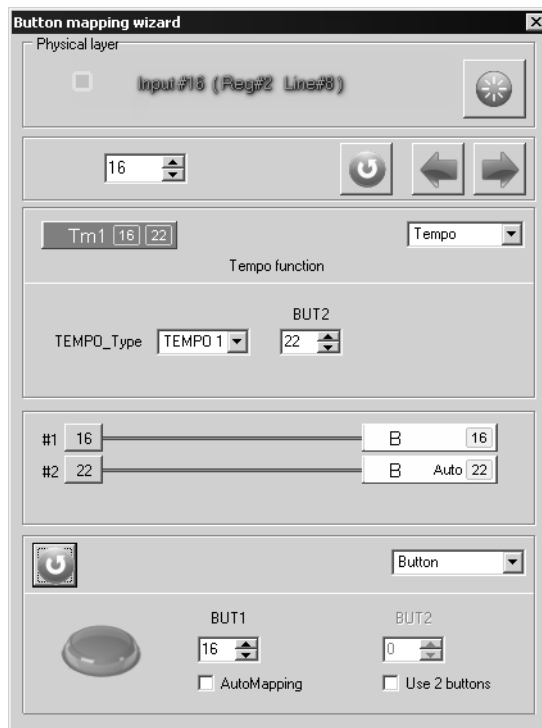 Button mapping wizard
Physical layer
Input #16 (Reg#2 Line#8)
16
Tm1 16 22
Tempo
Tempo function
BUT2
TEMPO_Type TEMPO 1 22
#1 16 B 16
#2 22 B Auto 22
Button
BUT1 BUT2
16 0
AutoMapping Use 2 buttons